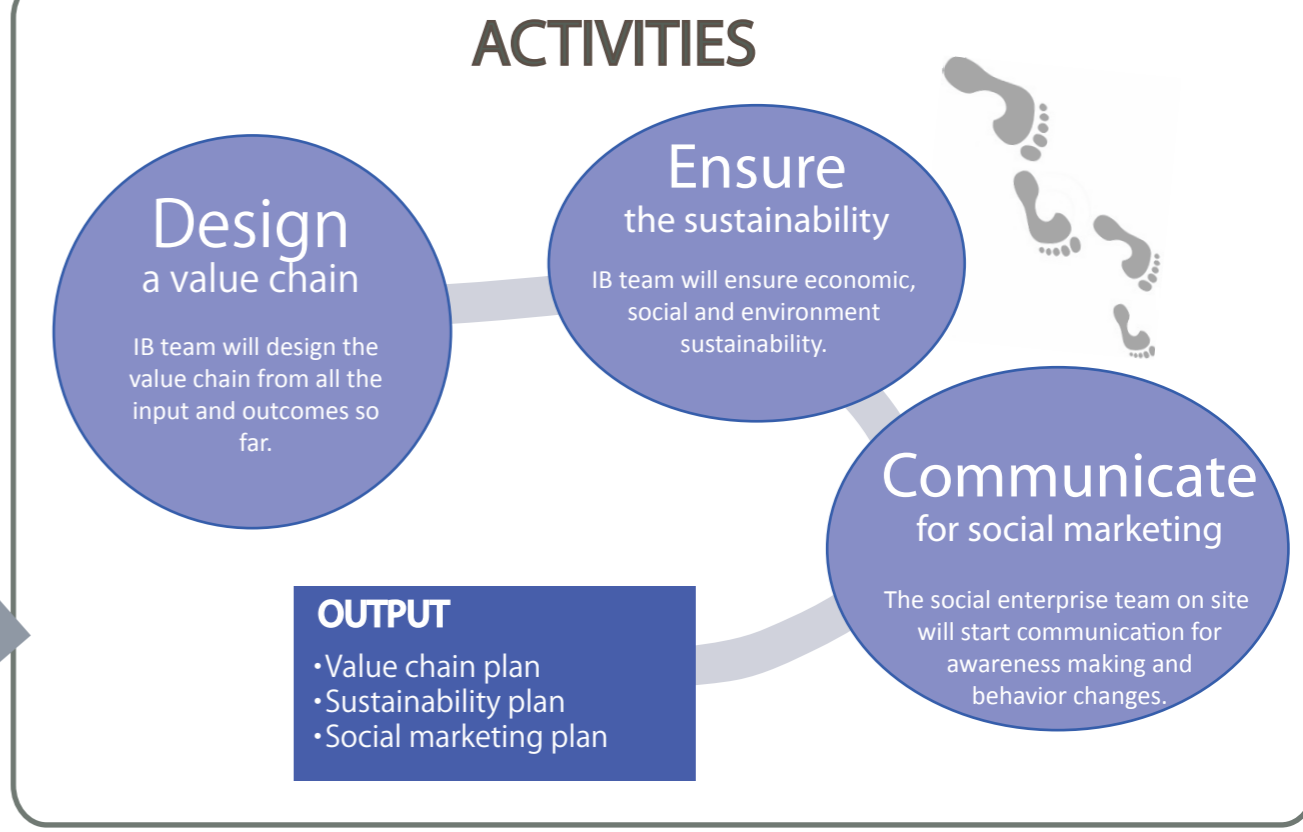 ACTIVITIES
Design
a value chain
IB team will design the
value chain from all the
input and outcomes so
far.
Ensure
the sustainability
IB team will ensure economic,
social and environment
sustainability.
Communicate
for social marketing
The social enterprise team on site
will start communication for
awareness making and
behavior changes.
OUTPUT
・Value chain plan
・Sustainability plan
・Social marketing plan